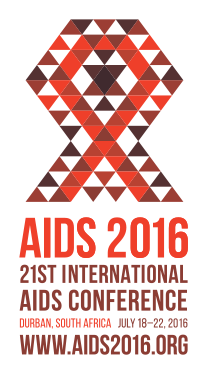 AIDS 2016
21ST INTERNATIONAL
AIDS CONFERENCE
DURBAN, SOUTH AFRICA JULY 18–22, 2016
WWW.AIDS2016.ORG